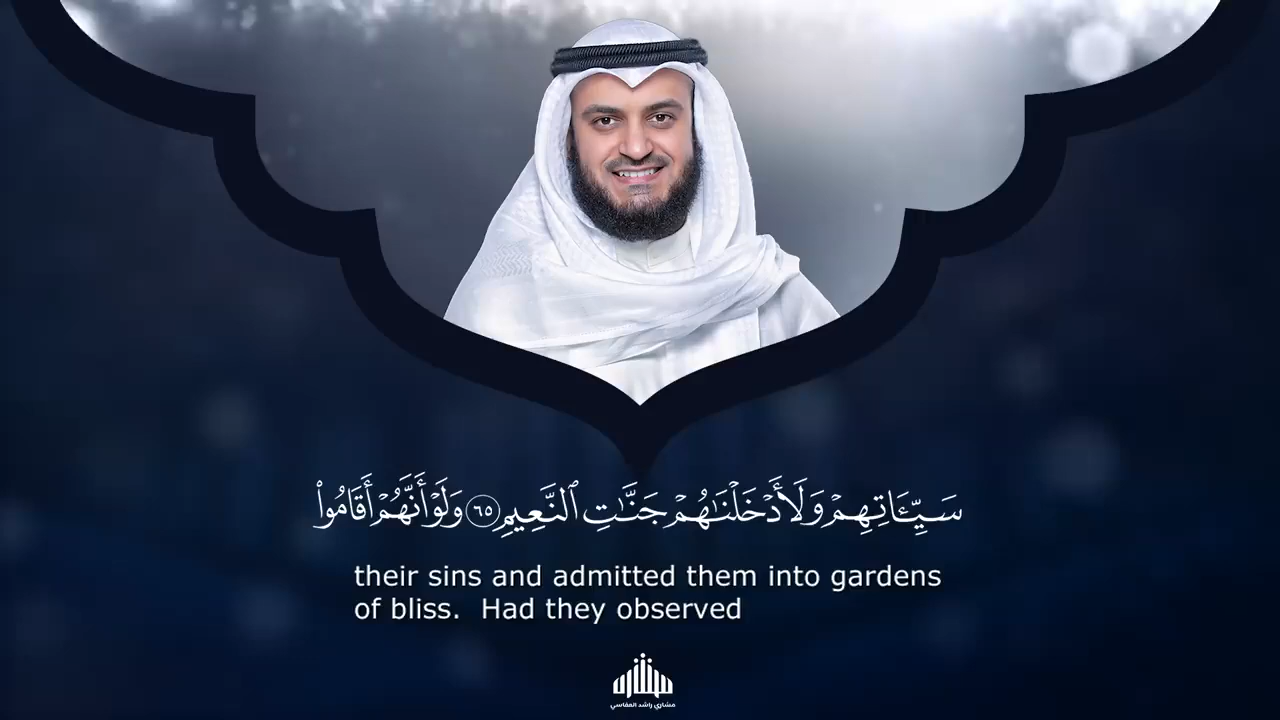 سَيِّـَٔاتِهِمْ وَلَأَدْخَلْنَٰهُمْ جَنَّٰتِ ٱلنَّعِيمِ ٦٥ وَلَوْ أَنَّهُمْ أَقَامُوا۟
their sins and admitted them into gardens
of bliss. Had they observed
مشاري راشد العفاسي